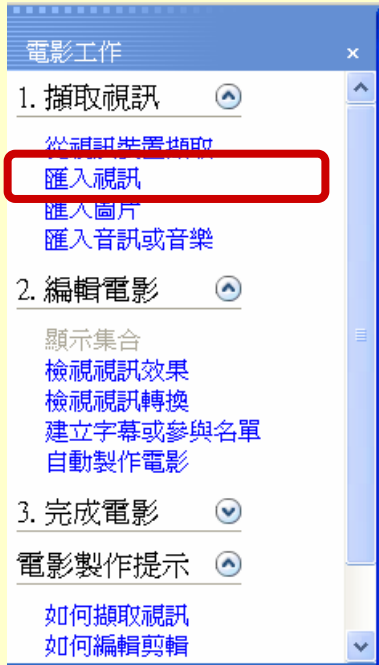 電影工作
1. 擷取視訊
從視訊裝置擷取
匯入視訊
匯入圖片
匯入音訊或音樂
2. 編輯電影
顯示集合
檢視視訊效果
檢視視訊轉換
建立字幕或參與名單
自動製作電影
3. 完成電影
電影製作提示
如何擷取視訊
如何編輯剪輯